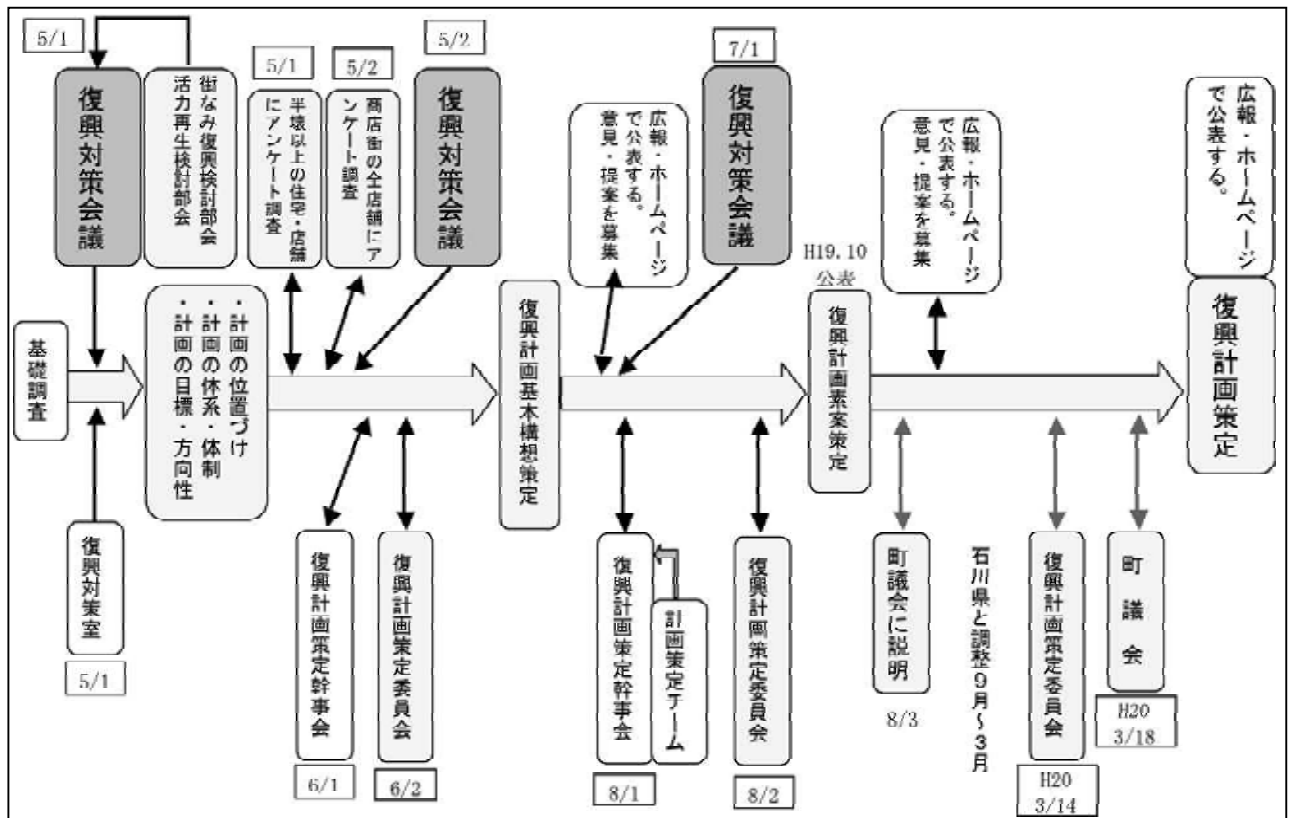 5/1
復興対策会議
街なみ復興検討部会
活力再生検討部会
5/1
半壊以上の住宅・店舗
にアンケート調査
5/2
商店街の全店舗にア
ンケート調査
5/2
復興対策会議
広報・ホームページ
で公表する。
意見・提案を募集
7/1
復興対策会議
広報・ホームページ
で公表する。
意見・提案を募集
広報・ホームページ
で公表する。
基礎調査
・計画の位置づけ
・計画の体系・体制
・計画の目標・方向性
復興計画基本構想策定
H19.10
公表
復興計画素案策定
復興計画策定
復興対策室
5/1
復興計画策定幹事会
6/1
復興計画策定委員会
6/2
復興計画策定幹事会
8/1
計画策定チーム
復興計画策定委員会
8/2
町議会に説明
8/3
石川県と調整9月~3月
復興計画策定委員会
H20
3/14
町議会
H20
3/18